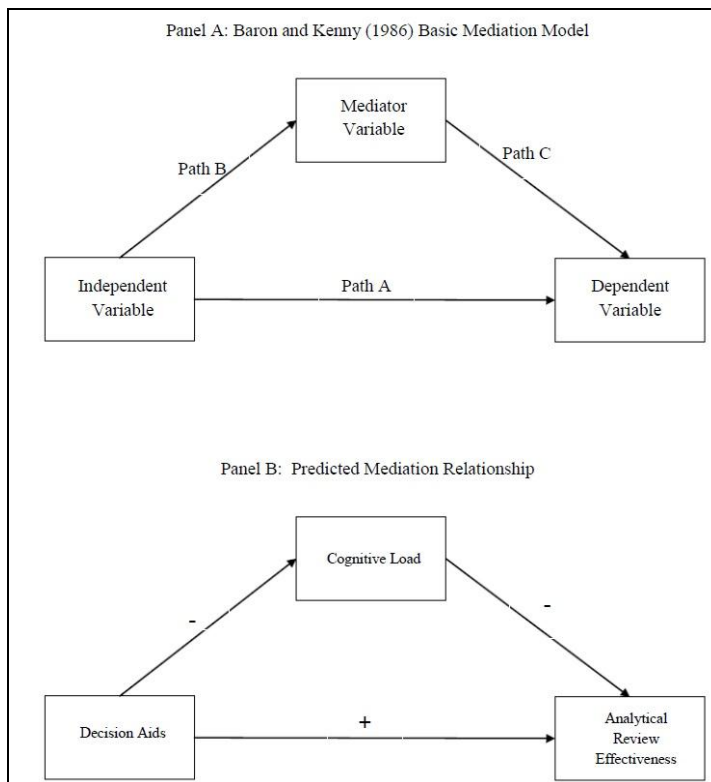 Panel A: Baron and Kenny (1986) Basic Mediation Model
Mediator
Variable
Path B
Path C
Independent
Variable
Path A
Dependent
Variable
Panel B:  Predicted Mediation Relationship
Cognitive Load
-
-
Decision Aids
+
Analytical
Review
Effectiveness